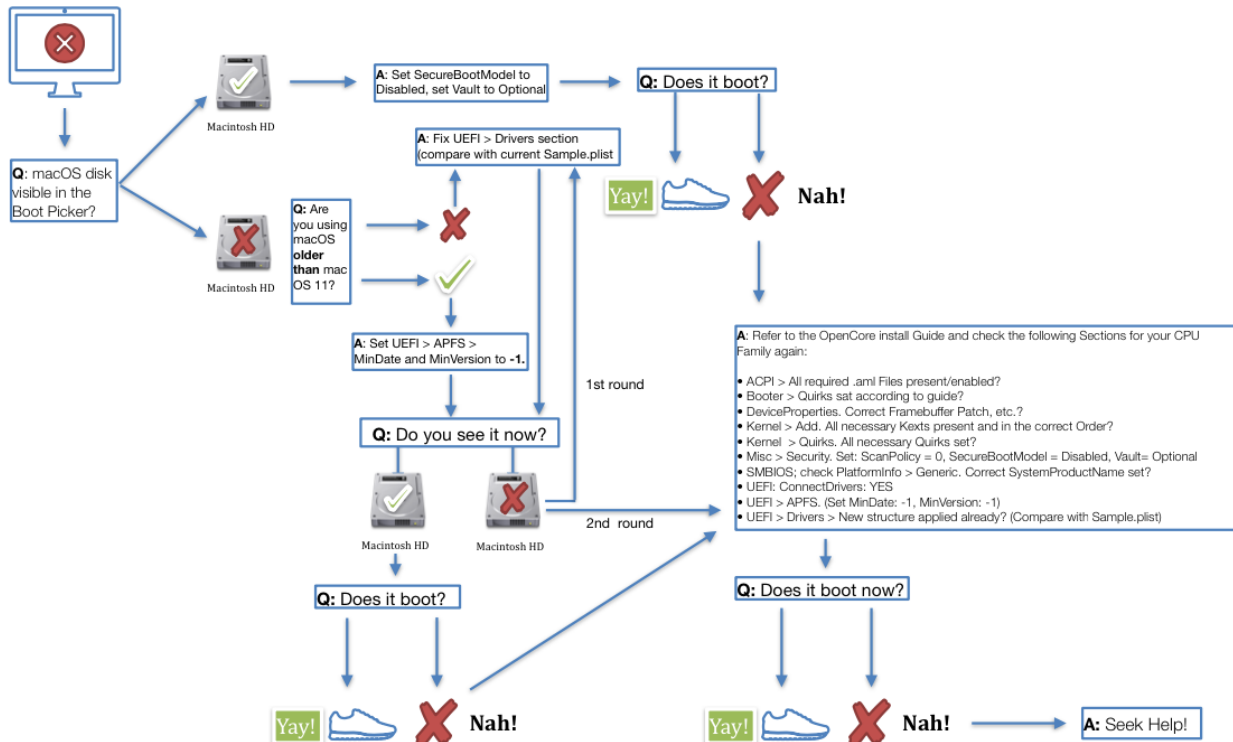 Q: macOS disk
visible in the
Boot Picker?
Macintosh HD
A: Set SecureBootModel to
Disabled, set Vault to Optional
Q: Does it boot?
Yay!
Nah!
Macintosh HD
Q: Are
you using
macOS
older
than mac
OS 11?
A: Fix UEFI > Drivers section
(compare with current Sample.plist
A: Set UEFI > APFS >
MinDate and MinVersion to -1.
1st round
Q: Do you see it now?
Macintosh HD
Macintosh HD
2nd round
Q: Does it boot?
Yay!
Nah!
A: Refer to the OpenCore install Guide and check the following Sections for your CPU
Family again:
• ACPI > All required .aml Files present/enabled?
• Booter > Quirks sat according to guide?
• DeviceProperties. Correct Framebuffer Patch, etc.?
• Kernel > Add. All necessary Kexts present and in the correct Order?
• Kernel > Quirks. All necessary Quirks set?
• Misc > Security. Set: ScanPolicy = 0, SecureBootModel = Disabled, Vault= Optional
• SMBIOS; check PlatformInfo > Generic. Correct SystemProductName set?
• UEFI: ConnectDrivers: YES
• UEFI > APFS. (Set MinDate: -1, MinVersion: -1)
• UEFI > Drivers > New structure applied already? (Compare with Sample.plist)
Q: Does it boot now?
Yay!
Nah!
A: Seek Help!